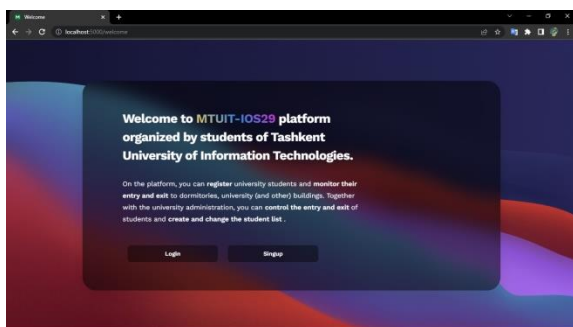 Welcome
localhost:5000/welcome
Welcome to MTUIT-IOS29 platform
organized by students of Tashkent
University of Information Technologies.
On the platform, you can register university students and monitor their
entry and exit to dormitories, university (and other) buildings. Together
with the university administration, you can control the entry and exit of
students and create and change the student list .
Login Singup